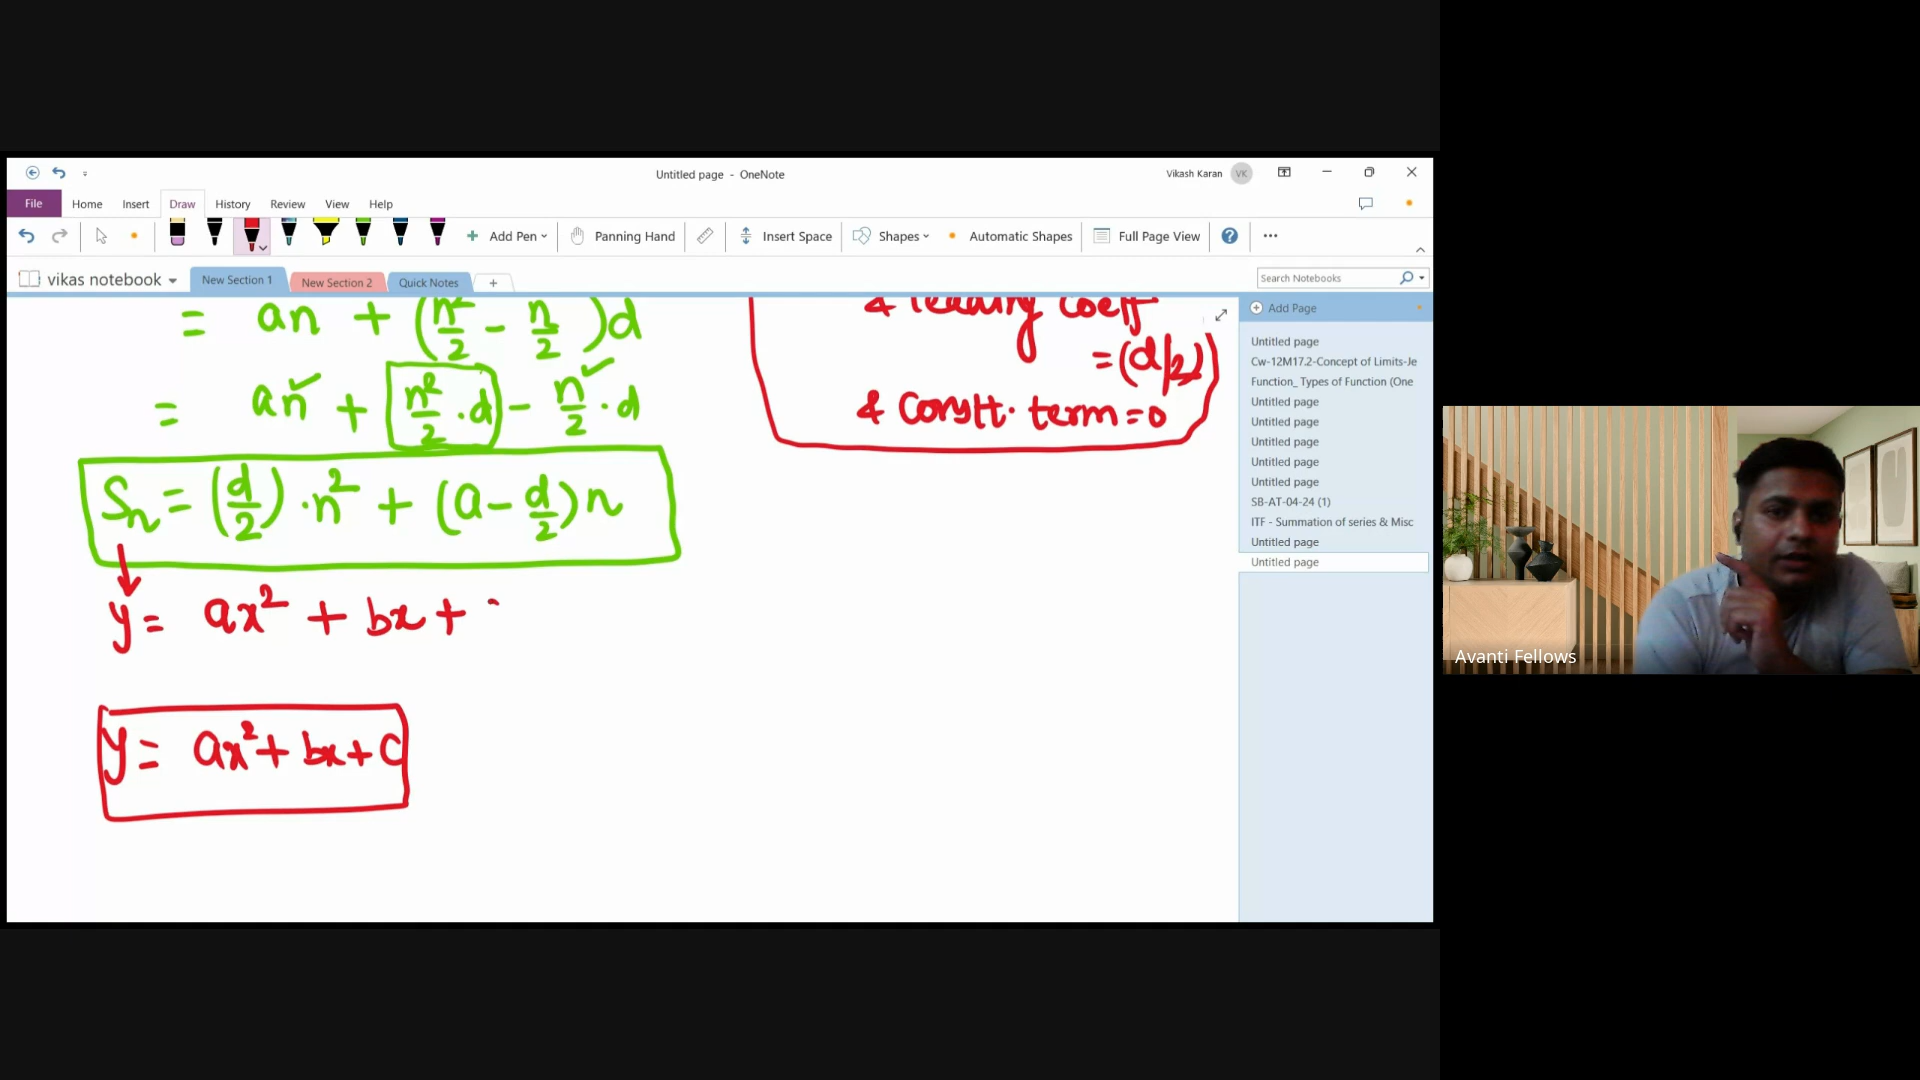 Untitled page - OneNote
Vikash Karan VK
File Home Insert Draw History Review View Help
Add Pen Panning Hand Insert Space Shapes Automatic Shapes Full Page View ? ...
vikas notebook New Section 1 New Section 2 Quick Notes +
Search Notebooks
Add Page
Untitled page
Cw-12M17.2-Concept of Limits-Je
Function_ Types of Function (One
Untitled page
Untitled page
Untitled page
Untitled page
Untitled page
SB-AT-04-24 (1)
ITF - Summation of series & Misc
Untitled page
Untitled page
= an + (n²/2 - n/2)d
= an + n²/2 · d - n/2 · d
Sn = (d/2) · n² + (a - d/2)n
y = ax² + bx +
y = ax² + bx + c
& leading coeff
= (d/2)
& constt. term = 0
Avanti Fellows